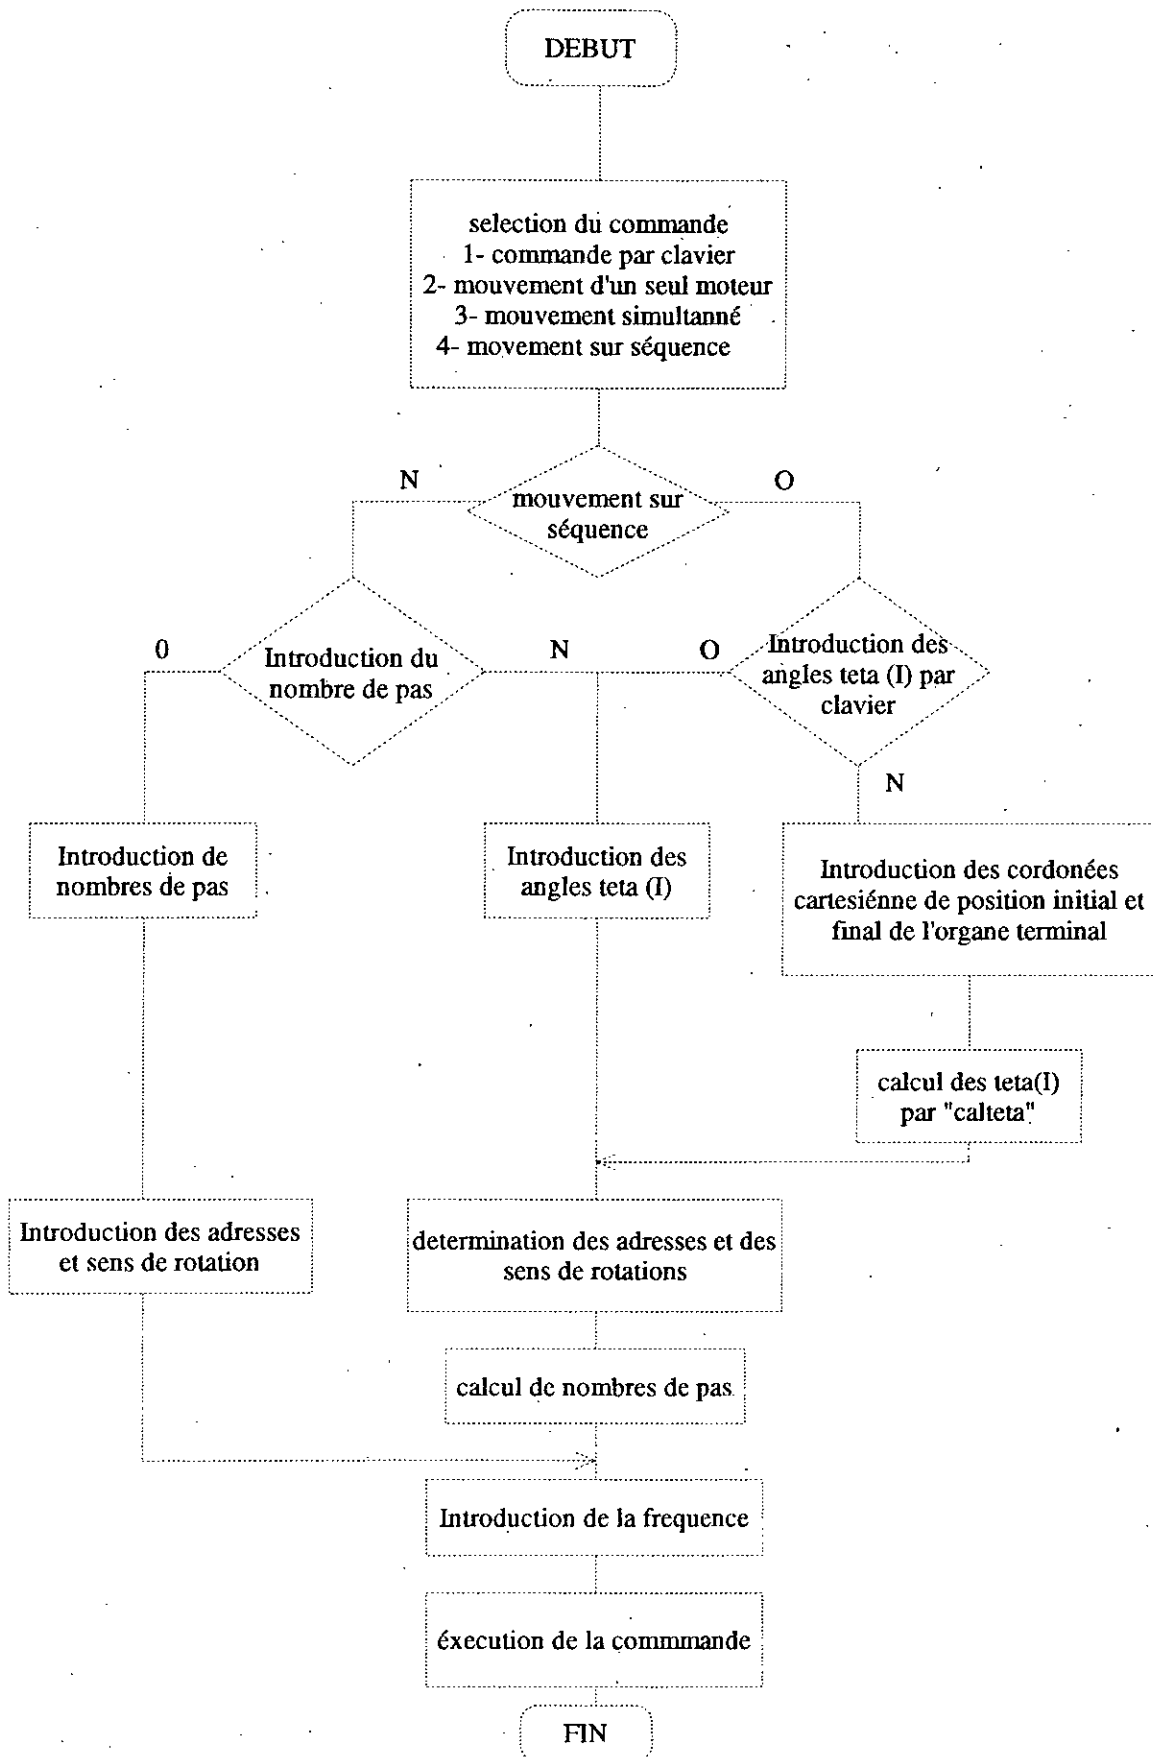 DEBUT
selection du commande
1- commande par clavier
2- mouvement d'un seul moteur
3- mouvement simultanné
4- movement sur séquence
N
O
mouvement sur
séquence
0
Introduction du
nombre de pas
N
O
Introduction des
angles teta (I) par
clavier
N
Introduction de
nombres de pas
Introduction des
angles teta (I)
Introduction des cordonées
cartesiénne de position initial et
final de l'organe terminal
calcul des teta(I)
par "calteta"
Introduction des adresses
et sens de rotation
determination des adresses et des
sens de rotations
calcul de nombres de pas
Introduction de la frequence
éxecution de la commmande
FIN